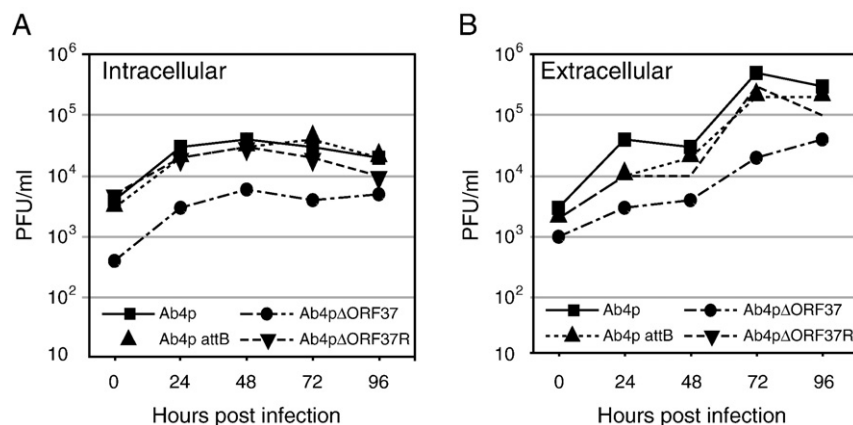 A
Intracellular
PFU/ml
10⁶
10⁵
10⁴
10³
10²
10
Ab4p
Ab4pΔORF37
Ab4p attB
Ab4pΔORF37R
0 24 48 72 96
Hours post infection
B
Extracellular
PFU/ml
10⁶
10⁵
10⁴
10³
10²
10
Ab4p
Ab4pΔORF37
Ab4p attB
Ab4pΔORF37R
0 24 48 72 96
Hours post infection